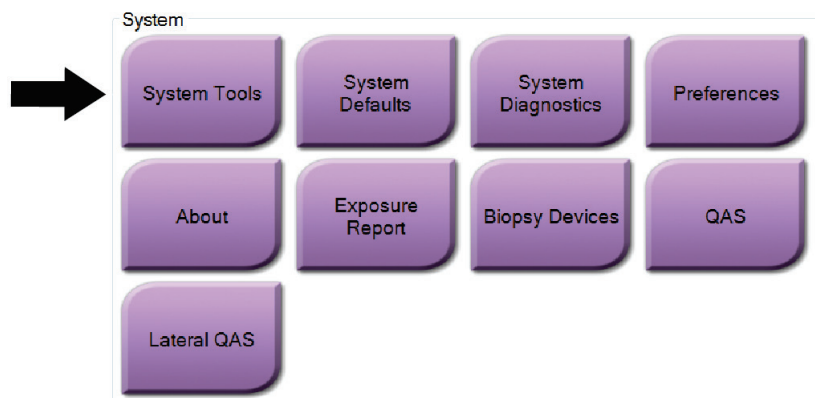 System
System Tools
System
Defaults
System
Diagnostics
Preferences
About
Exposure
Report
Biopsy Devices
QAS
Lateral QAS